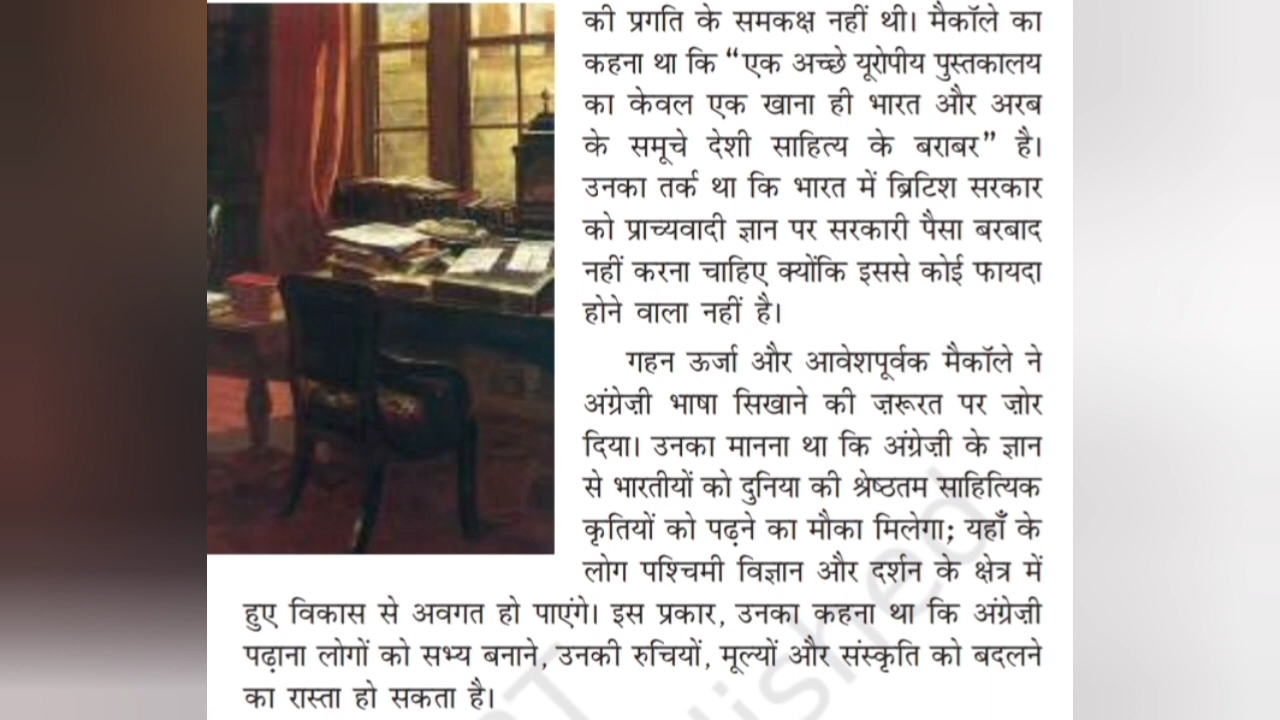 की प्रगति के समकक्ष नहीं थी। मैकॉले का
कहना था कि “एक अच्छे यूरोपीय पुस्तकालय
का केवल एक खाना ही भारत और अरब
के समूचे देशी साहित्य के बराबर” है।
उनका तर्क था कि भारत में ब्रिटिश सरकार
को प्राच्यवादी ज्ञान पर सरकारी पैसा बरबाद
नहीं करना चाहिए क्योंकि इससे कोई फायदा
होने वाला नहीं है।
गहन ऊर्जा और आवेशपूर्वक मैकॉले ने
अंग्रेज़ी भाषा सिखाने की ज़रूरत पर ज़ोर
दिया। उनका मानना था कि अंग्रेज़ी के ज्ञान
से भारतीयों को दुनिया की श्रेष्ठतम साहित्यिक
कृतियों को पढ़ने का मौका मिलेगा; यहाँ के
लोग पश्चिमी विज्ञान और दर्शन के क्षेत्र में
हुए विकास से अवगत हो पाएंगे। इस प्रकार, उनका कहना था कि अंग्रेज़ी
पढ़ाना लोगों को सभ्य बनाने, उनकी रुचियों, मूल्यों और संस्कृति को बदलने
का रास्ता हो सकता है।